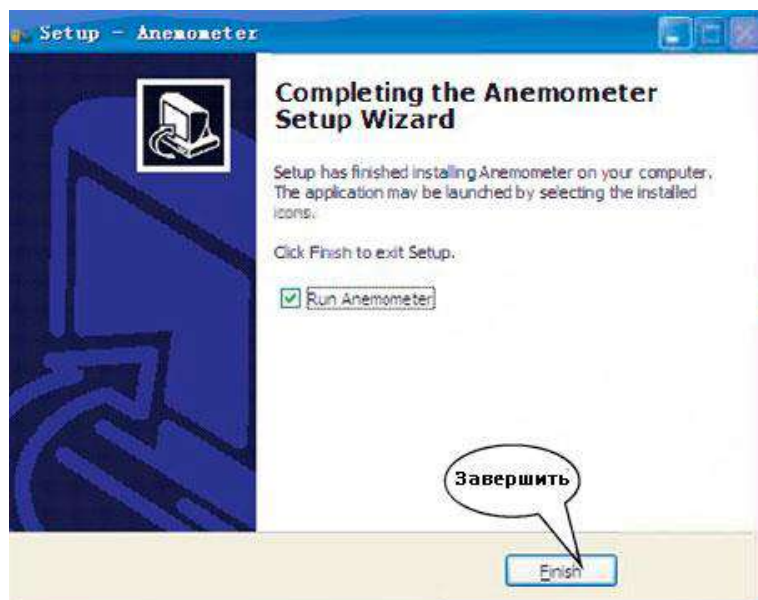 Setup - Anemometer
Completing the Anemometer
Setup Wizard
Setup has finished installing Anemometer on your computer.
The application may be launched by selecting the installed
icons.
Click Finish to exit Setup.
Run Anemometer
Завершить
Finish